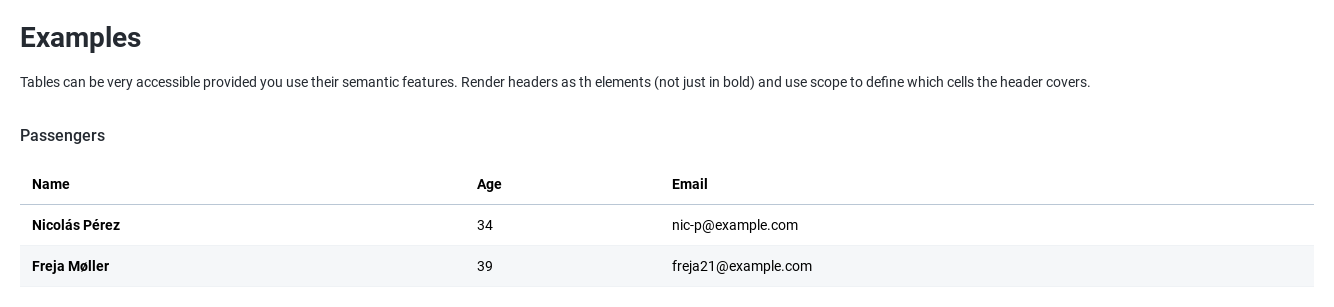 Examples
Tables can be very accessible provided you use their semantic features. Render headers as th elements (not just in bold) and use scope to define which cells the header covers.
Passengers
Name Age Email
Nicolás Pérez 34 nic-p@example.com
Freja Møller 39 freja21@example.com